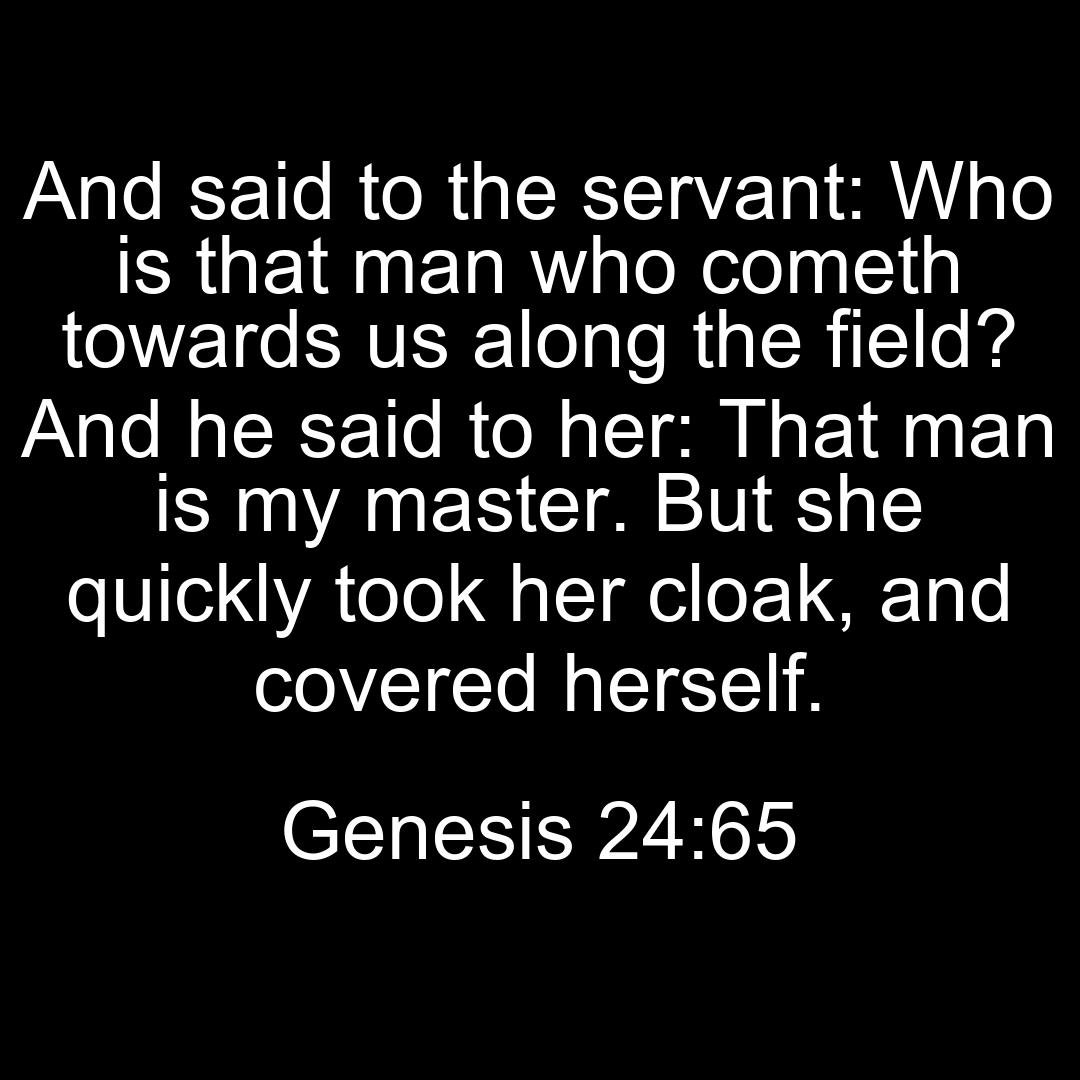 And said to the servant: Who
is that man who cometh
towards us along the field?
And he said to her: That man
is my master. But she
quickly took her cloak, and
covered herself.
Genesis 24:65